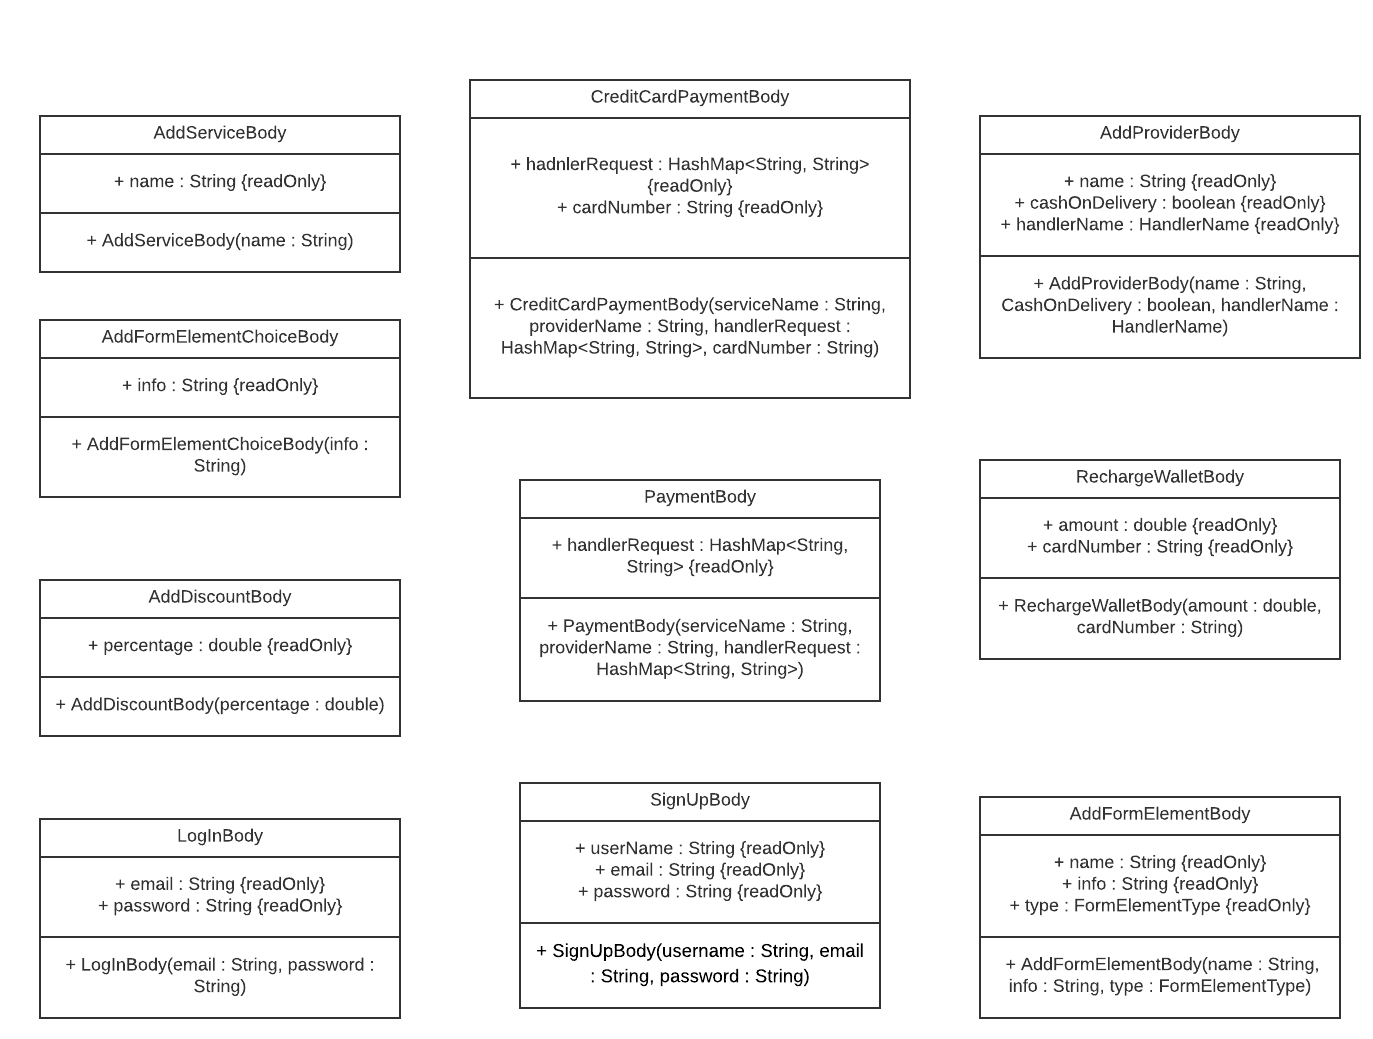 AddServiceBody
+ name : String {readOnly}
+ AddServiceBody(name : String)
AddFormElementChoiceBody
+ info : String {readOnly}
+ AddFormElementChoiceBody(info :
String)
AddDiscountBody
+ percentage : double {readOnly}
+ AddDiscountBody(percentage : double)
LogInBody
+ email : String {readOnly}
+ password : String {readOnly}
+ LogInBody(email : String, password :
String)
CreditCardPaymentBody
+ hadnlerRequest : HashMap<String, String>
{readOnly}
+ cardNumber : String {readOnly}
+ CreditCardPaymentBody(serviceName : String,
providerName : String, handlerRequest :
HashMap<String, String>, cardNumber : String)
PaymentBody
+ handlerRequest : HashMap<String,
String> {readOnly}
+ PaymentBody(serviceName : String,
providerName : String, handlerRequest :
HashMap<String, String>)
SignUpBody
+ userName : String {readOnly}
+ email : String {readOnly}
+ password : String {readOnly}
+ SignUpBody(username : String, email
: String, password : String)
AddProviderBody
+ name : String {readOnly}
+ cashOnDelivery : boolean {readOnly}
+ handlerName : HandlerName {readOnly}
+ AddProviderBody(name : String,
CashOnDelivery : boolean, handlerName :
HandlerName)
RechargeWalletBody
+ amount : double {readOnly}
+ cardNumber : String {readOnly}
+ RechargeWalletBody(amount : double,
cardNumber : String)
AddFormElementBody
+ name : String {readOnly}
+ info : String {readOnly}
+ type : FormElementType {readOnly}
+ AddFormElementBody(name : String,
info : String, type : FormElementType)